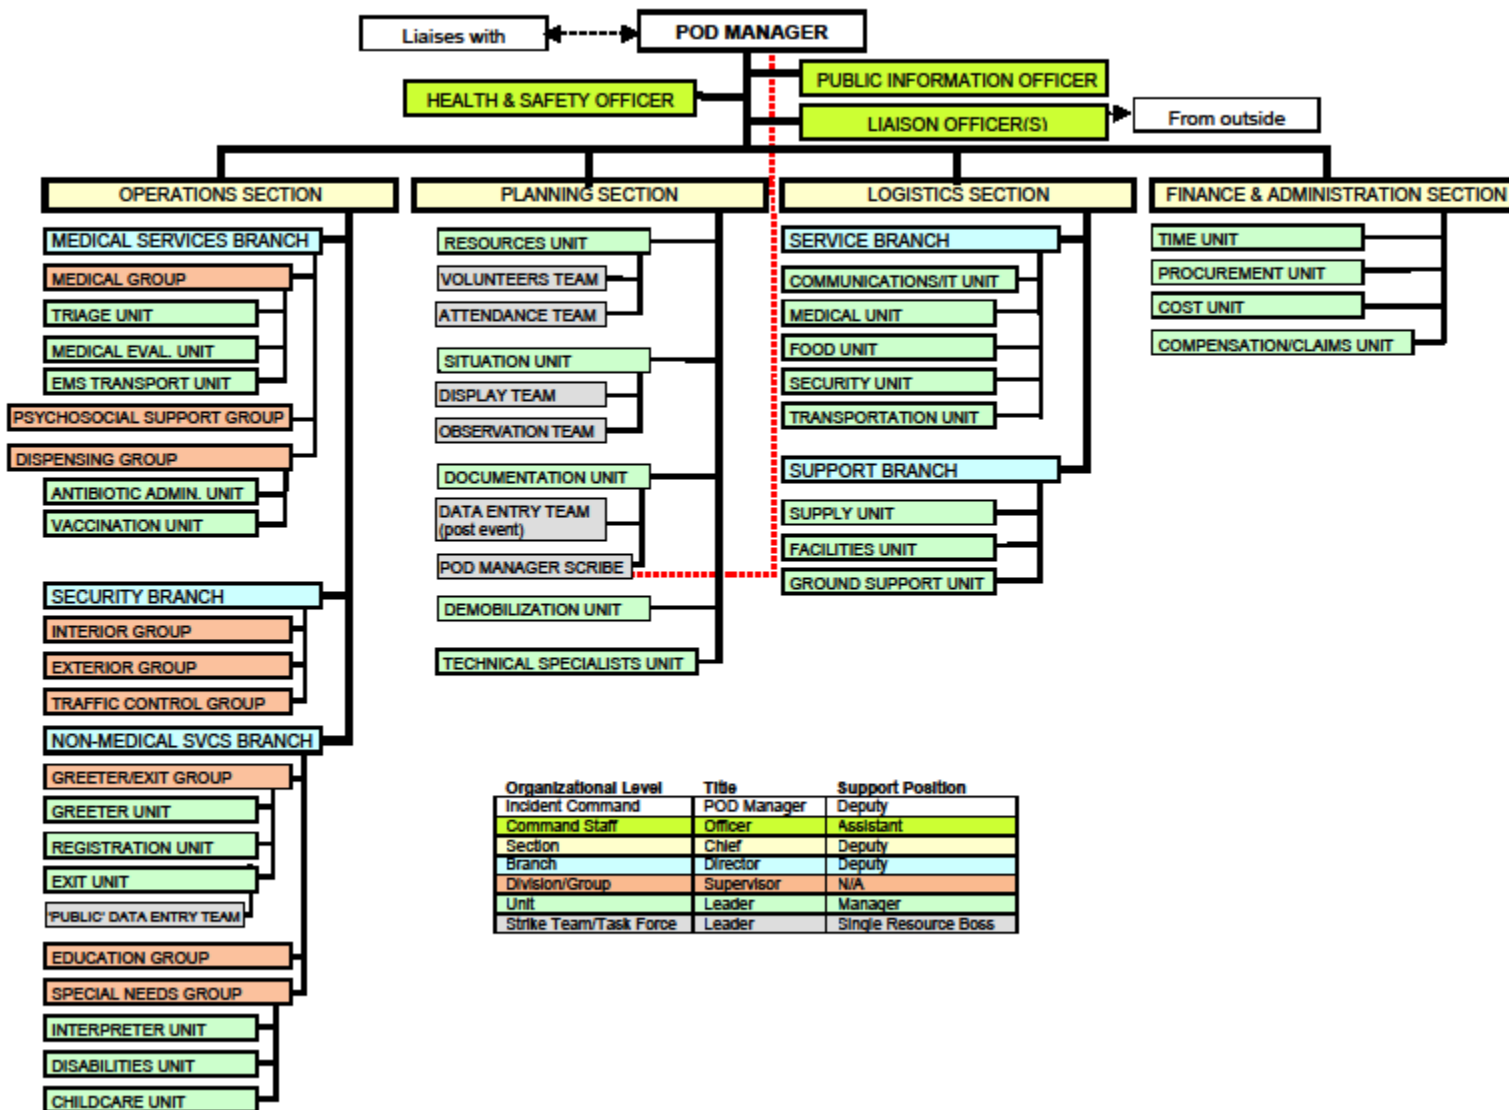 Liaises with
POD MANAGER
PUBLIC INFORMATION OFFICER
HEALTH & SAFETY OFFICER
LIAISON OFFICER(S)
From outside
OPERATIONS SECTION
MEDICAL SERVICES BRANCH
MEDICAL GROUP
TRIAGE UNIT
MEDICAL EVAL. UNIT
EMS TRANSPORT UNIT
PSYCHOSOCIAL SUPPORT GROUP
DISPENSING GROUP
ANTIBIOTIC ADMIN. UNIT
VACCINATION UNIT
SECURITY BRANCH
INTERIOR GROUP
EXTERIOR GROUP
TRAFFIC CONTROL GROUP
NON-MEDICAL SVCS BRANCH
GREETER/EXIT GROUP
GREETER UNIT
REGISTRATION UNIT
EXIT UNIT
'PUBLIC' DATA ENTRY TEAM
EDUCATION GROUP
SPECIAL NEEDS GROUP
INTERPRETER UNIT
DISABILITIES UNIT
CHILDCARE UNIT
PLANNING SECTION
RESOURCES UNIT
VOLUNTEERS TEAM
ATTENDANCE TEAM
SITUATION UNIT
DISPLAY TEAM
OBSERVATION TEAM
DOCUMENTATION UNIT
DATA ENTRY TEAM
(post event)
POD MANAGER SCRIBE
DEMOBILIZATION UNIT
TECHNICAL SPECIALISTS UNIT
LOGISTICS SECTION
SERVICE BRANCH
COMMUNICATIONS/IT UNIT
MEDICAL UNIT
FOOD UNIT
SECURITY UNIT
TRANSPORTATION UNIT
SUPPORT BRANCH
SUPPLY UNIT
FACILITIES UNIT
GROUND SUPPORT UNIT
FINANCE & ADMINISTRATION SECTION
TIME UNIT
PROCUREMENT UNIT
COST UNIT
COMPENSATION/CLAIMS UNIT
Organizational Level Title Support Position
Incident Command POD Manager Deputy
Command Staff Officer Assistant
Section Chief Deputy
Branch Director Deputy
Division/Group Supervisor N/A
Unit Leader Manager
Strike Team/Task Force Leader Single Resource Boss